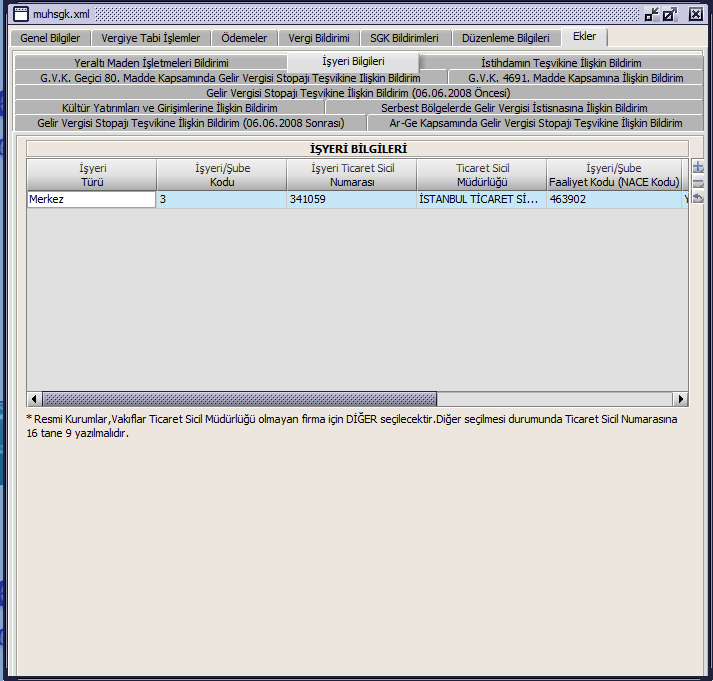 muhsgk.xml
Genel Bilgiler Vergiye Tabi İşlemler Ödemeler Vergi Bildirimi SGK Bildirimleri Düzenleme Bilgileri Ekler
Yeraltı Maden İşletmeleri Bildirimi İşyeri Bilgileri İstihdamın Teşvikine İlişkin Bildirim
G.V.K. Geçici 80. Madde Kapsamında Gelir Vergisi Stopajı Teşvikine İlişkin Bildirim G.V.K. 4691. Madde Kapsamına İlişkin Bildirim
Gelir Vergisi Stopajı Teşvikine İlişkin Bildirim (06.06.2008 Öncesi)
Kültür Yatırımları ve Girişimlerine İlişkin Bildirim Serbest Bölgelerde Gelir Vergisi İstisnasına İlişkin Bildirim
Gelir Vergisi Stopajı Teşvikine İlişkin Bildirim (06.06.2008 Sonrası) Ar-Ge Kapsamında Gelir Vergisi Stopajı Teşvikine İlişkin Bildirim
İŞYERİ BİLGİLERİ
İşyeri İşyeri/Şube İşyeri Ticaret Sicil Ticaret Sicil İşyeri/Şube
Türü Kodu Numarası Müdürlüğü Faaliyet Kodu (NACE Kodu)
Merkez 3 341059 İSTANBUL TİCARET Sİ... 463902
* Resmi Kurumlar,Vakıflar Ticaret Sicil Müdürlüğü olmayan firma için DİĞER seçilecektir.Diğer seçilmesi durumunda Ticaret Sicil Numarasına
16 tane 9 yazılmalıdır.